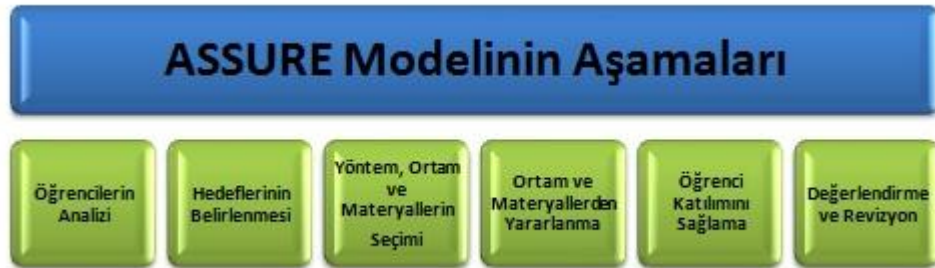 ASSURE Modelinin Aşamaları
Öğrencilerin
Analizi
Hedeflerinin
Belirlenmesi
Yöntem, Ortam
ve
Materyallerin
Seçimi
Ortam ve
Materyallerden
Yararlanma
Öğrenci
Katılımını
Sağlama
Değerlendirme
ve Revizyon